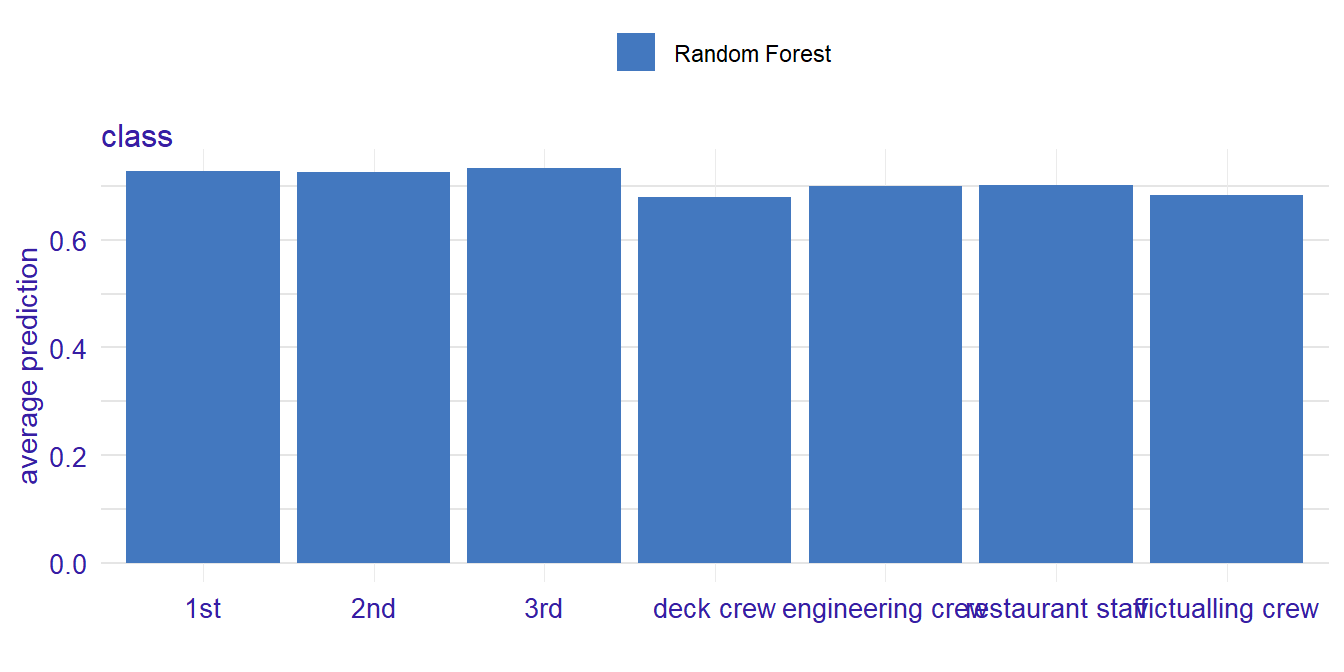 Random Forest
class
average prediction
0.6
0.4
0.2
0.0
1st 2nd 3rd deck crew engineering crew restaurant staff victualling crew